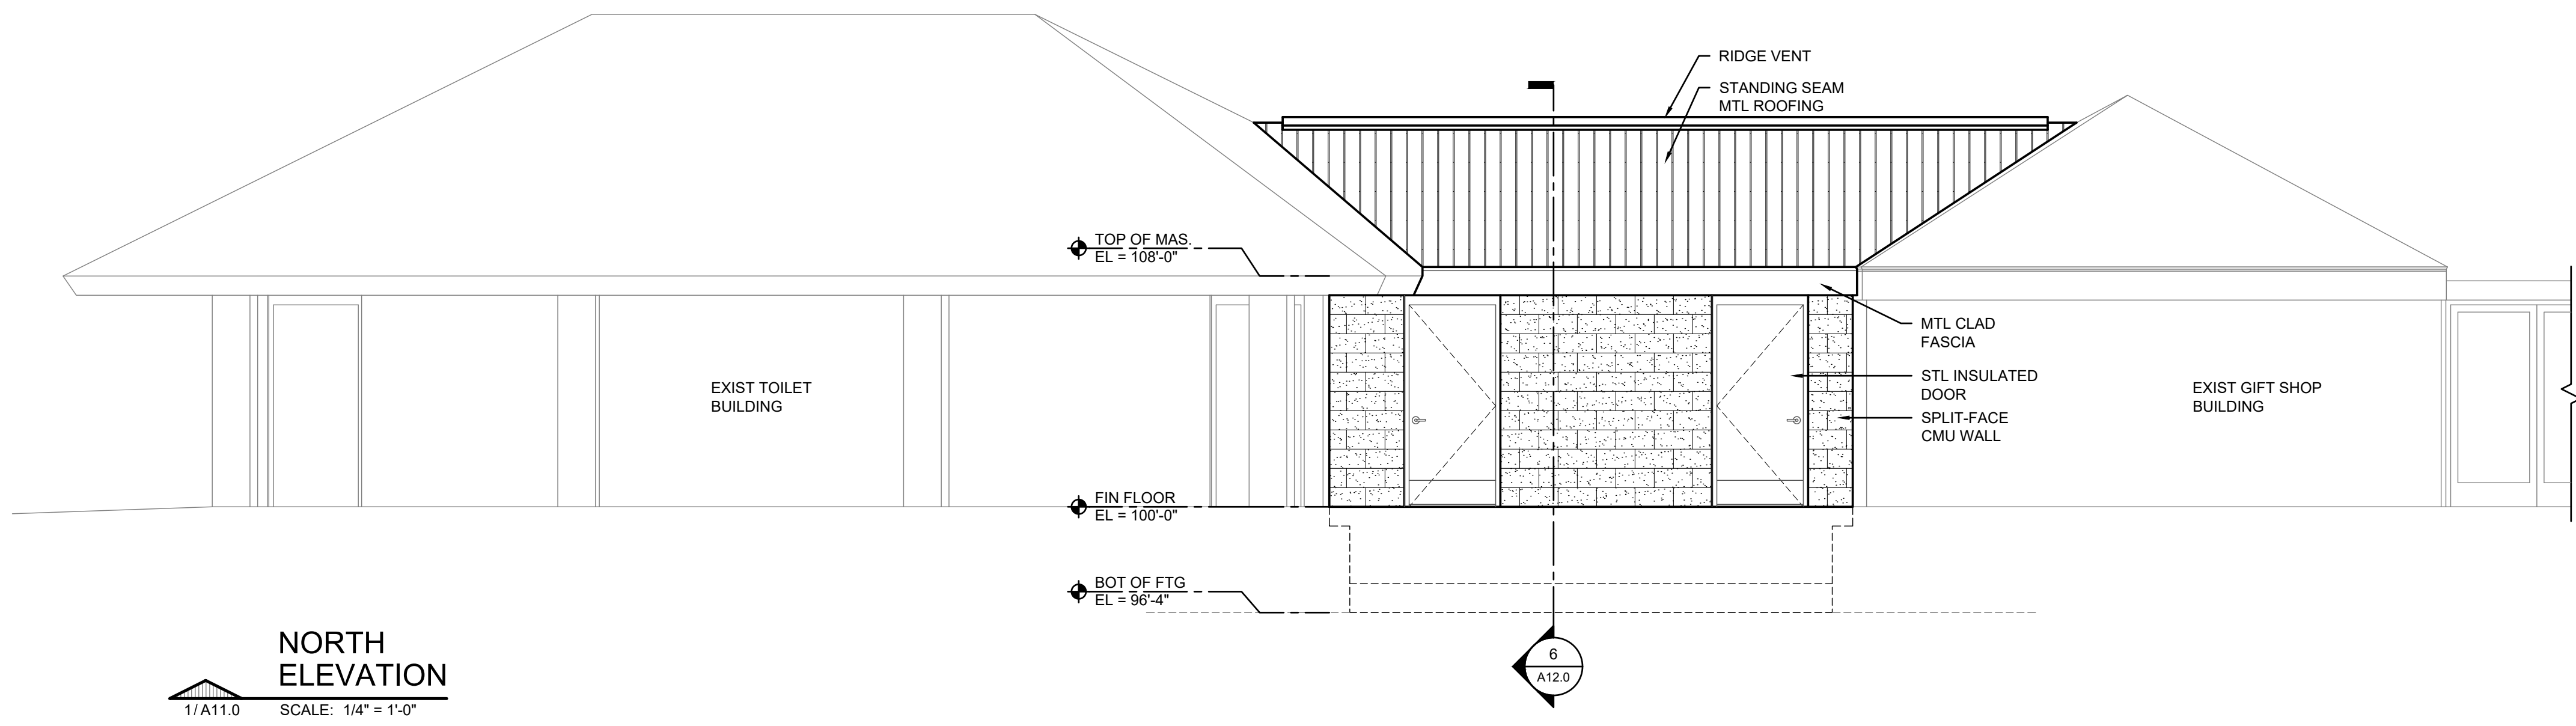 RIDGE VENT
STANDING SEAM
MTL ROOFING
TOP OF MAS.
EL = 108'-0"
MTL CLAD
FASCIA
STL INSULATED
DOOR
SPLIT-FACE
CMU WALL
EXIST TOILET
BUILDING
EXIST GIFT SHOP
BUILDING
FIN FLOOR
EL = 100'-0"
BOT OF FTG
EL = 96'-4"
6
A12.0
NORTH
ELEVATION
1/ A11.0
SCALE: 1/4" = 1'-0"